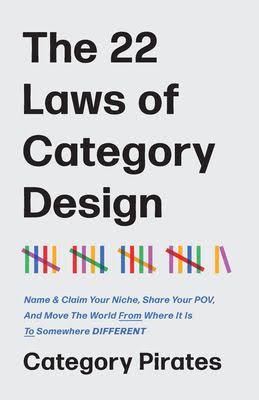 The 22
Laws of
Category
Design
Name & Claim Your Niche, Share Your POV,
And Move The World From Where It Is
To Somewhere DIFFERENT
Category Pirates